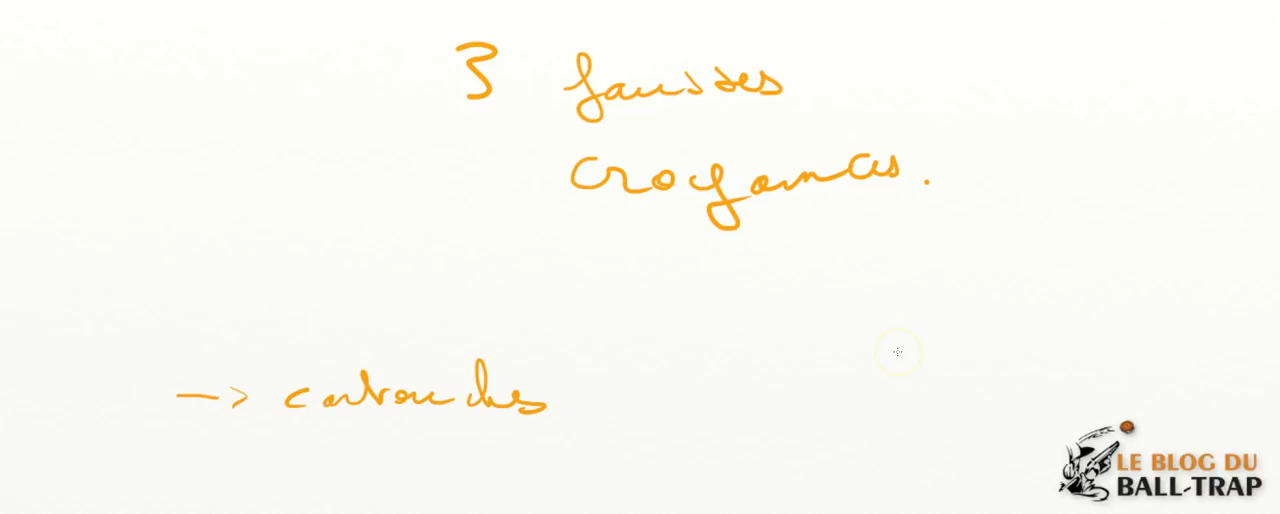 3 fausses
croyances.
-> cartouches
LE BLOG DU
BALL-TRAP